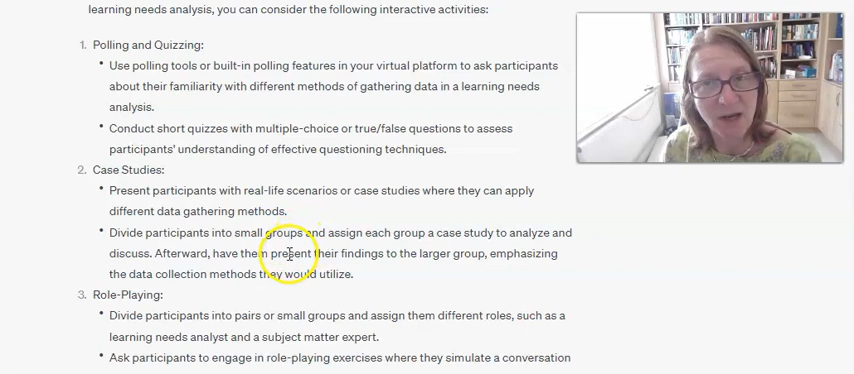 learning needs analysis, you can consider the following interactive activities:
1. Polling and Quizzing:
• Use polling tools or built-in polling features in your virtual platform to ask participants
about their familiarity with different methods of gathering data in a learning needs
analysis.
• Conduct short quizzes with multiple-choice or true/false questions to assess
participants' understanding of effective questioning techniques.
2. Case Studies:
• Present participants with real-life scenarios or case studies where they can apply
different data gathering methods.
• Divide participants into small groups and assign each group a case study to analyze and
discuss. Afterward, have them present their findings to the larger group, emphasizing
the data collection methods they would utilize.
3. Role-Playing:
• Divide participants into pairs or small groups and assign them different roles, such as a
learning needs analyst and a subject matter expert.
• Ask participants to engage in role-playing exercises where they simulate a conversation